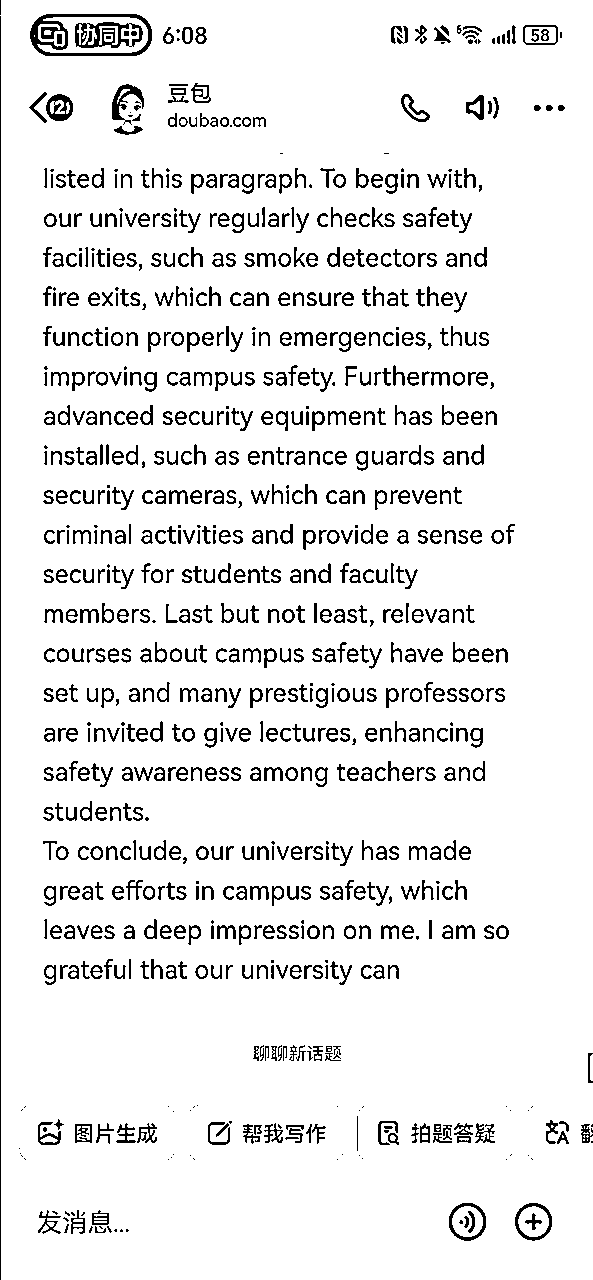 协同中 6:08 58
12 豆包
doubao.com
listed in this paragraph. To begin with,
our university regularly checks safety
facilities, such as smoke detectors and
fire exits, which can ensure that they
function properly in emergencies, thus
improving campus safety. Furthermore,
advanced security equipment has been
installed, such as entrance guards and
security cameras, which can prevent
criminal activities and provide a sense of
security for students and faculty
members. Last but not least, relevant
courses about campus safety have been
set up, and many prestigious professors
are invited to give lectures, enhancing
safety awareness among teachers and
students.
To conclude, our university has made
great efforts in campus safety, which
leaves a deep impression on me. I am so
grateful that our university can
聊聊新话题
图片生成 帮我写作 拍题答疑
发消息...